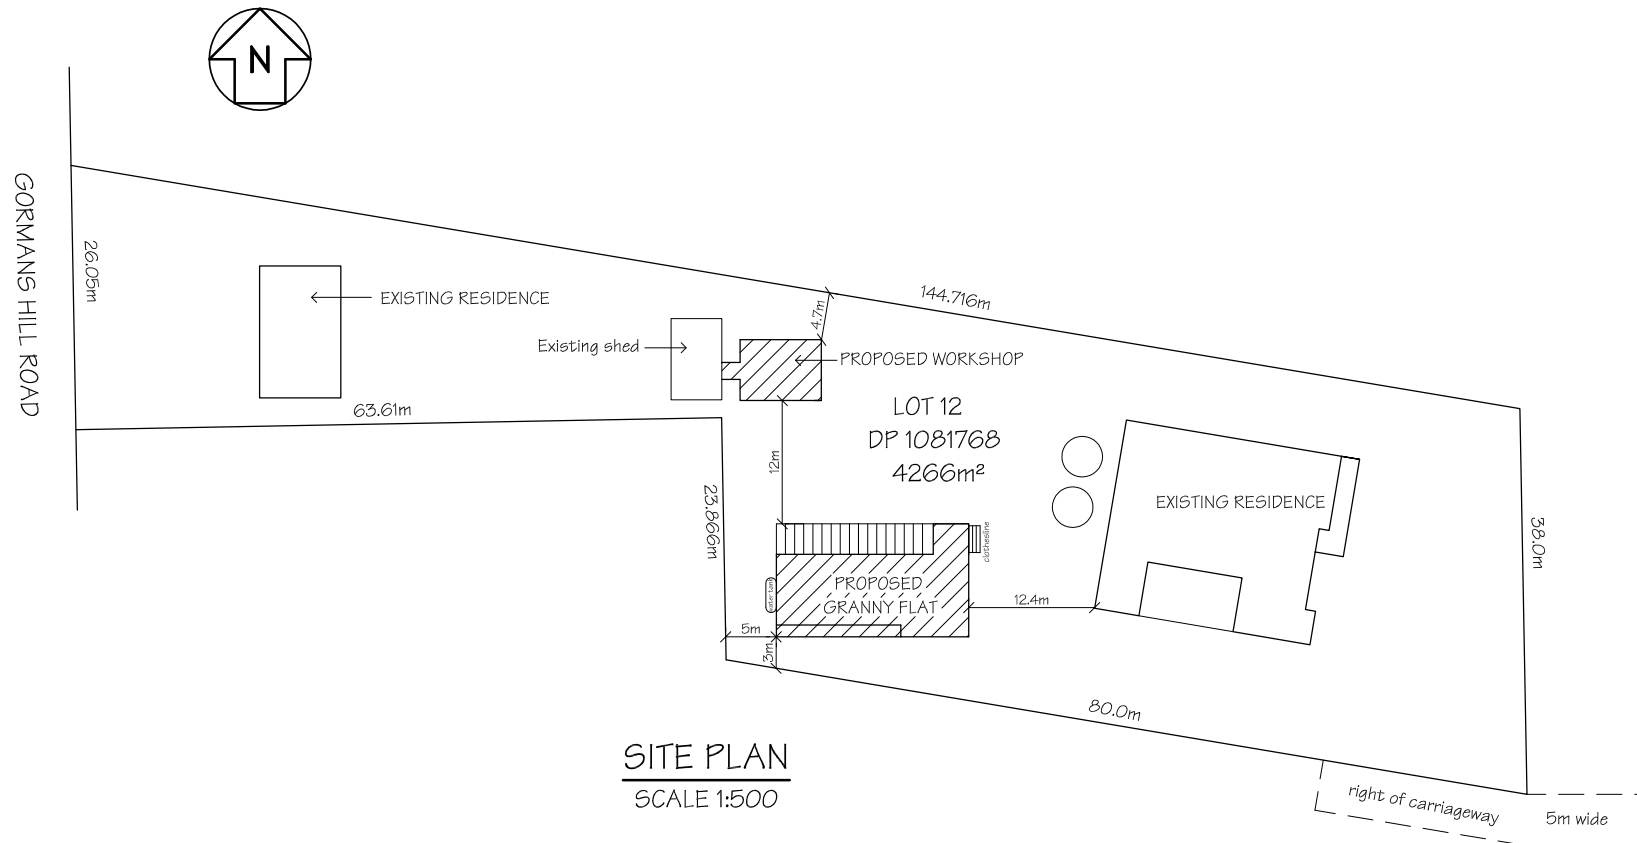 N
GORMANS HILL ROAD
26.05m
EXISTING RESIDENCE
63.61m
Existing shed
4.7m
144.716m
PROPOSED WORKSHOP
LOT 12
DP 1081768
4266m²
12m
23.866m
EXISTING RESIDENCE
38.0m
clothesline
water tank
PROPOSED
GRANNY FLAT
12.4m
5m
3m
80.0m
SITE PLAN
SCALE 1:500
right of carriageway
5m wide